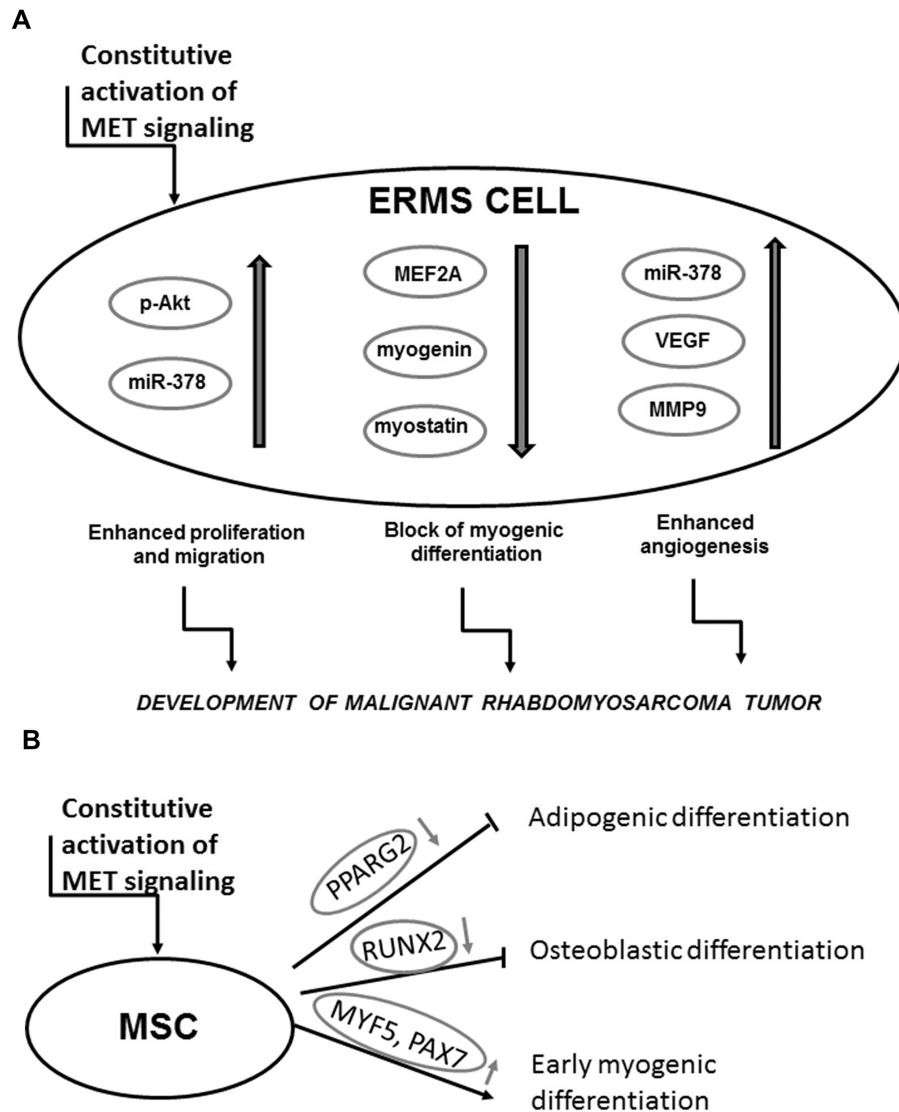 A
Constitutive
activation of
MET signaling
ERMS CELL
p-Akt
miR-378
MEF2A
myogenin
myostatin
miR-378
VEGF
MMP9
Enhanced proliferation
and migration
Block of myogenic
differentiation
Enhanced
angiogenesis
DEVELOPMENT OF MALIGNANT RHABDOMYOSARCOMA TUMOR
B
Constitutive
activation of
MET signaling
MSC
PPARG2
Adipogenic differentiation
RUNX2
Osteoblastic differentiation
MYF5, PAX7
Early myogenic
differentiation